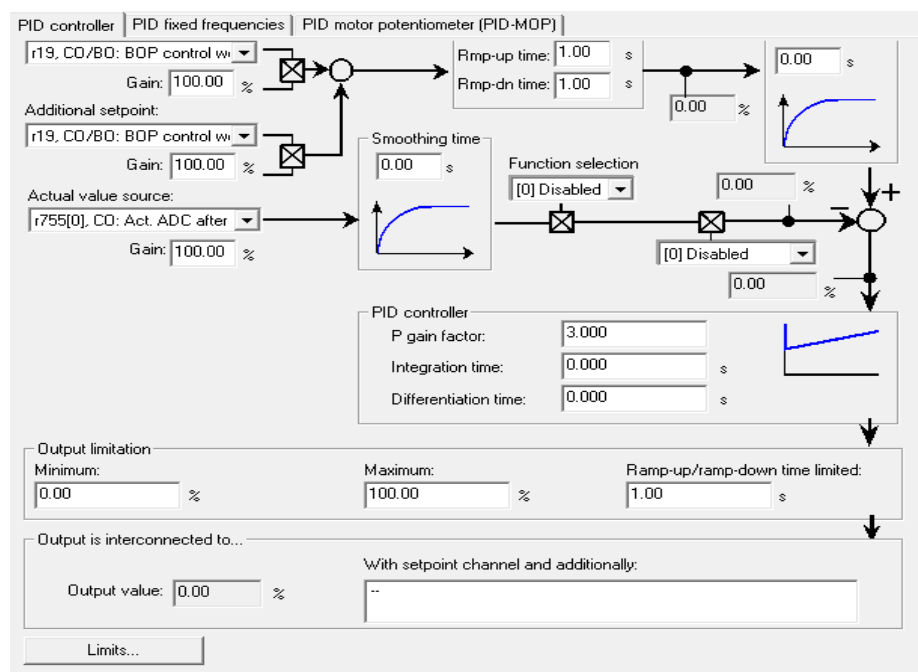 PID controller PID fixed frequencies PID motor potentiometer (PID-MOP)
r19, CO/BO: BOP control w
Gain: 100.00 %
Rmp-up time: 1.00 s
Rmp-dn time: 1.00 s
0.00 %
0.00 s
Additional setpoint:
r19, CO/BO: BOP control w
Gain: 100.00 %
Smoothing time
0.00 s
Function selection
[0] Disabled
0.00 %
+
Actual value source:
r755[0], CO: Act. ADC after
Gain: 100.00 %
−
[0] Disabled
0.00 %
PID controller
P gain factor: 3.000
Integration time: 0.000 s
Differentiation time: 0.000 s
Output limitation
Minimum: Maximum: Ramp-up/ramp-down time limited:
0.00 % 100.00 % 1.00 s
Output is interconnected to...
With setpoint channel and additionally:
Output value: 0.00 % --
Limits...